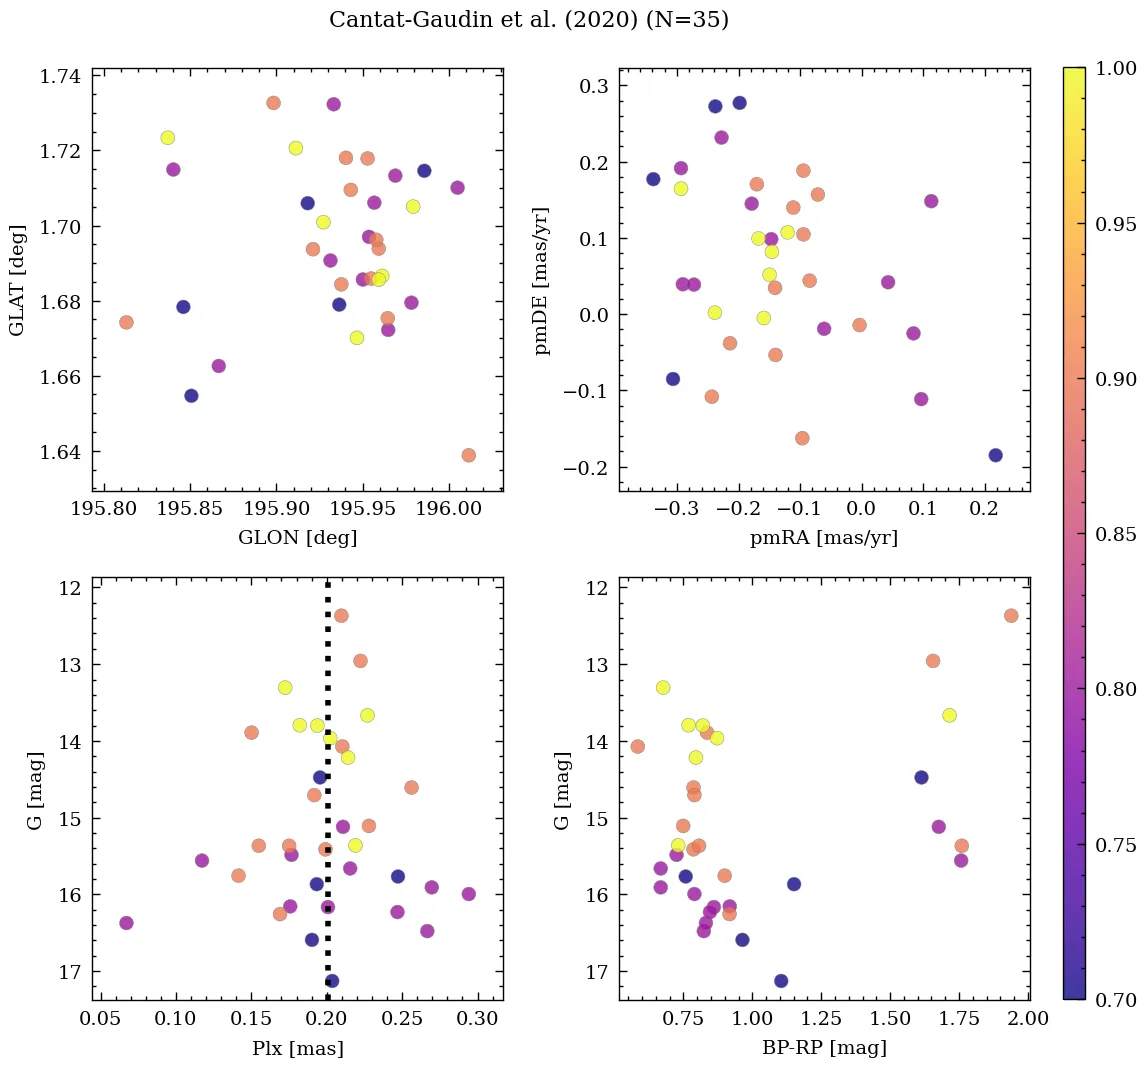 Cantat-Gaudin et al. (2020) (N=35)
1.74
1.72
1.70
1.68
1.66
1.64
GLAT [deg]
195.80 195.85 195.90 195.95 196.00
GLON [deg]
0.3
0.2
0.1
0.0
−0.1
−0.2
pmDE [mas/yr]
−0.3 −0.2 −0.1 0.0 0.1 0.2
pmRA [mas/yr]
12
13
14
15
16
17
G [mag]
0.05 0.10 0.15 0.20 0.25 0.30
Plx [mas]
12
13
14
15
16
17
G [mag]
0.75 1.00 1.25 1.50 1.75 2.00
BP-RP [mag]
1.00
0.95
0.90
0.85
0.80
0.75
0.70